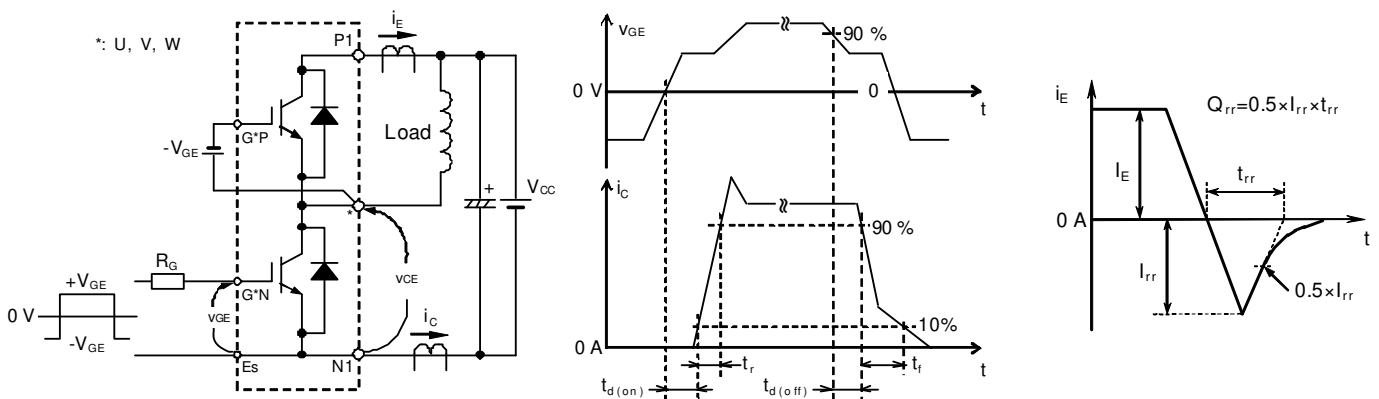 *: U, V, W
P1
iE
G*P
-VGE
Load
+
VCC
*
RG
+VGE
0 V
-VGE
G*N
vGE
vCE
iC
Es
N1
vGE
90 %
0 V
0
t
iC
90 %
10%
0 A
tr
tf
t
td(on)
td(off)
iE
Qrr=0.5×Irr×trr
IE
trr
0 A
t
Irr
0.5×Irr